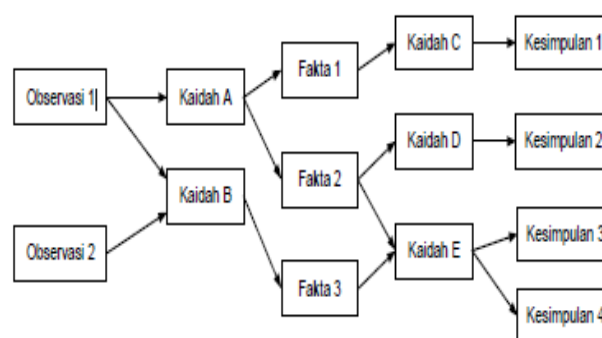 Observasi 1
Observasi 2
Kaidah A
Kaidah B
Fakta 1
Fakta 2
Fakta 3
Kaidah C
Kaidah D
Kaidah E
Kesimpulan 1
Kesimpulan 2
Kesimpulan 3
Kesimpulan 4